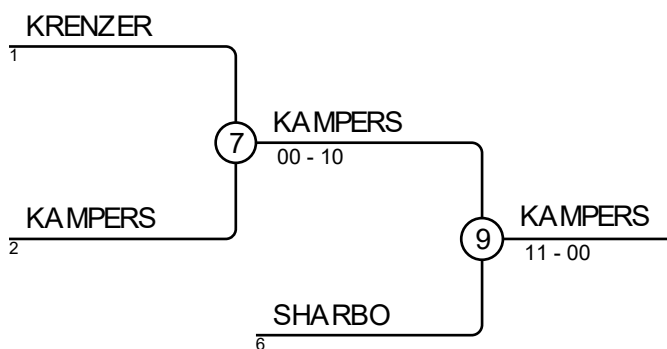 KRENZER
1
7
KAMPERS
00 - 10
KAMPERS
2
9
KAMPERS
11 - 00
SHARBO
6